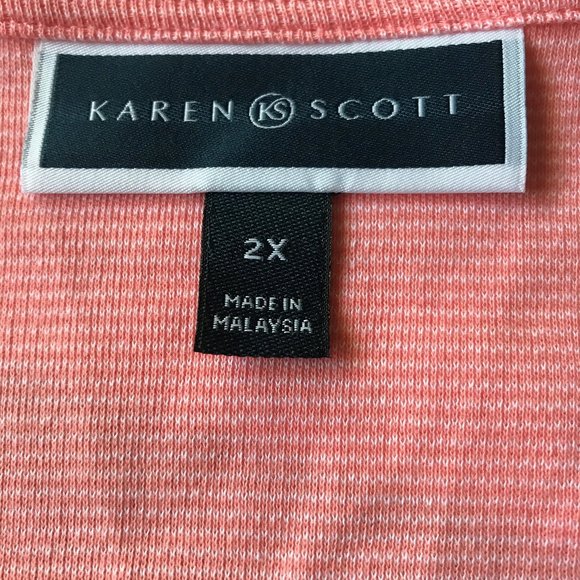 KAREN KS SCOTT
2X
MADE IN
MALAYSIA